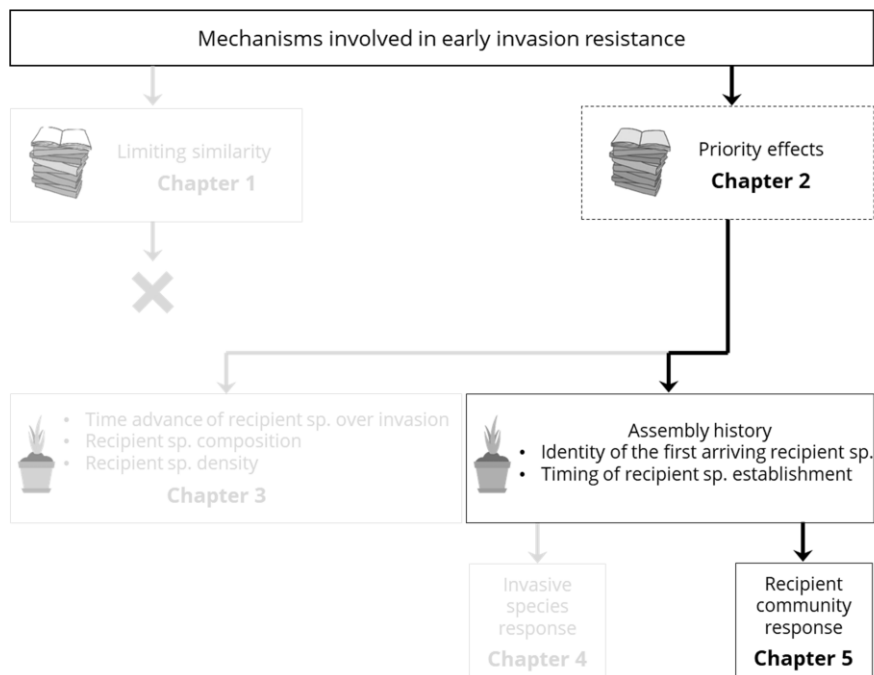 Mechanisms involved in early invasion resistance
Limiting similarity
Chapter 1
Priority effects
Chapter 2
• Time advance of recipient sp. over invasion
• Recipient sp. composition
• Recipient sp. density
Chapter 3
Assembly history
• Identity of the first arriving recipient sp.
• Timing of recipient sp. establishment
Invasive
species
response
Chapter 4
Recipient
community
response
Chapter 5